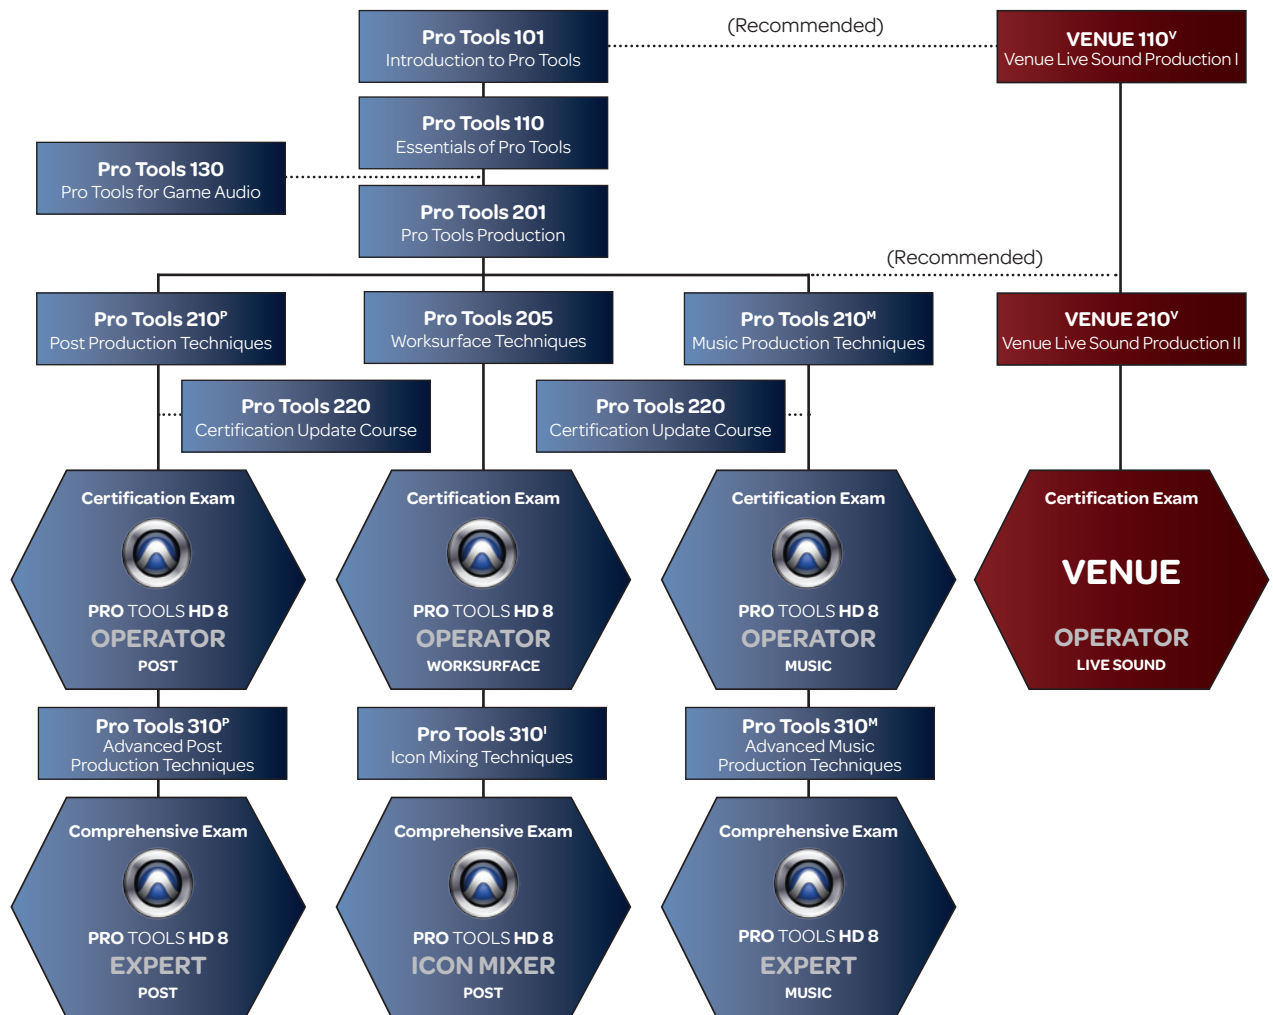 Pro Tools 101
Introduction to Pro Tools
(Recommended)
VENUE 110ⱽ
Venue Live Sound Production I
Pro Tools 110
Essentials of Pro Tools
Pro Tools 130
Pro Tools for Game Audio
Pro Tools 201
Pro Tools Production
(Recommended)
Pro Tools 210ᴾ
Post Production Techniques
Pro Tools 205
Worksurface Techniques
Pro Tools 210ᴹ
Music Production Techniques
VENUE 210ⱽ
Venue Live Sound Production II
Pro Tools 220
Certification Update Course
Pro Tools 220
Certification Update Course
Certification Exam
PRO TOOLS HD 8
OPERATOR
POST
Certification Exam
PRO TOOLS HD 8
OPERATOR
WORKSURFACE
Certification Exam
PRO TOOLS HD 8
OPERATOR
MUSIC
Certification Exam
VENUE
OPERATOR
LIVE SOUND
Pro Tools 310ᴾ
Advanced Post
Production Techniques
Pro Tools 310ᴵ
Icon Mixing Techniques
Pro Tools 310ᴹ
Advanced Music
Production Techniques
Comprehensive Exam
PRO TOOLS HD 8
EXPERT
POST
Comprehensive Exam
PRO TOOLS HD 8
ICON MIXER
POST
Comprehensive Exam
PRO TOOLS HD 8
EXPERT
MUSIC